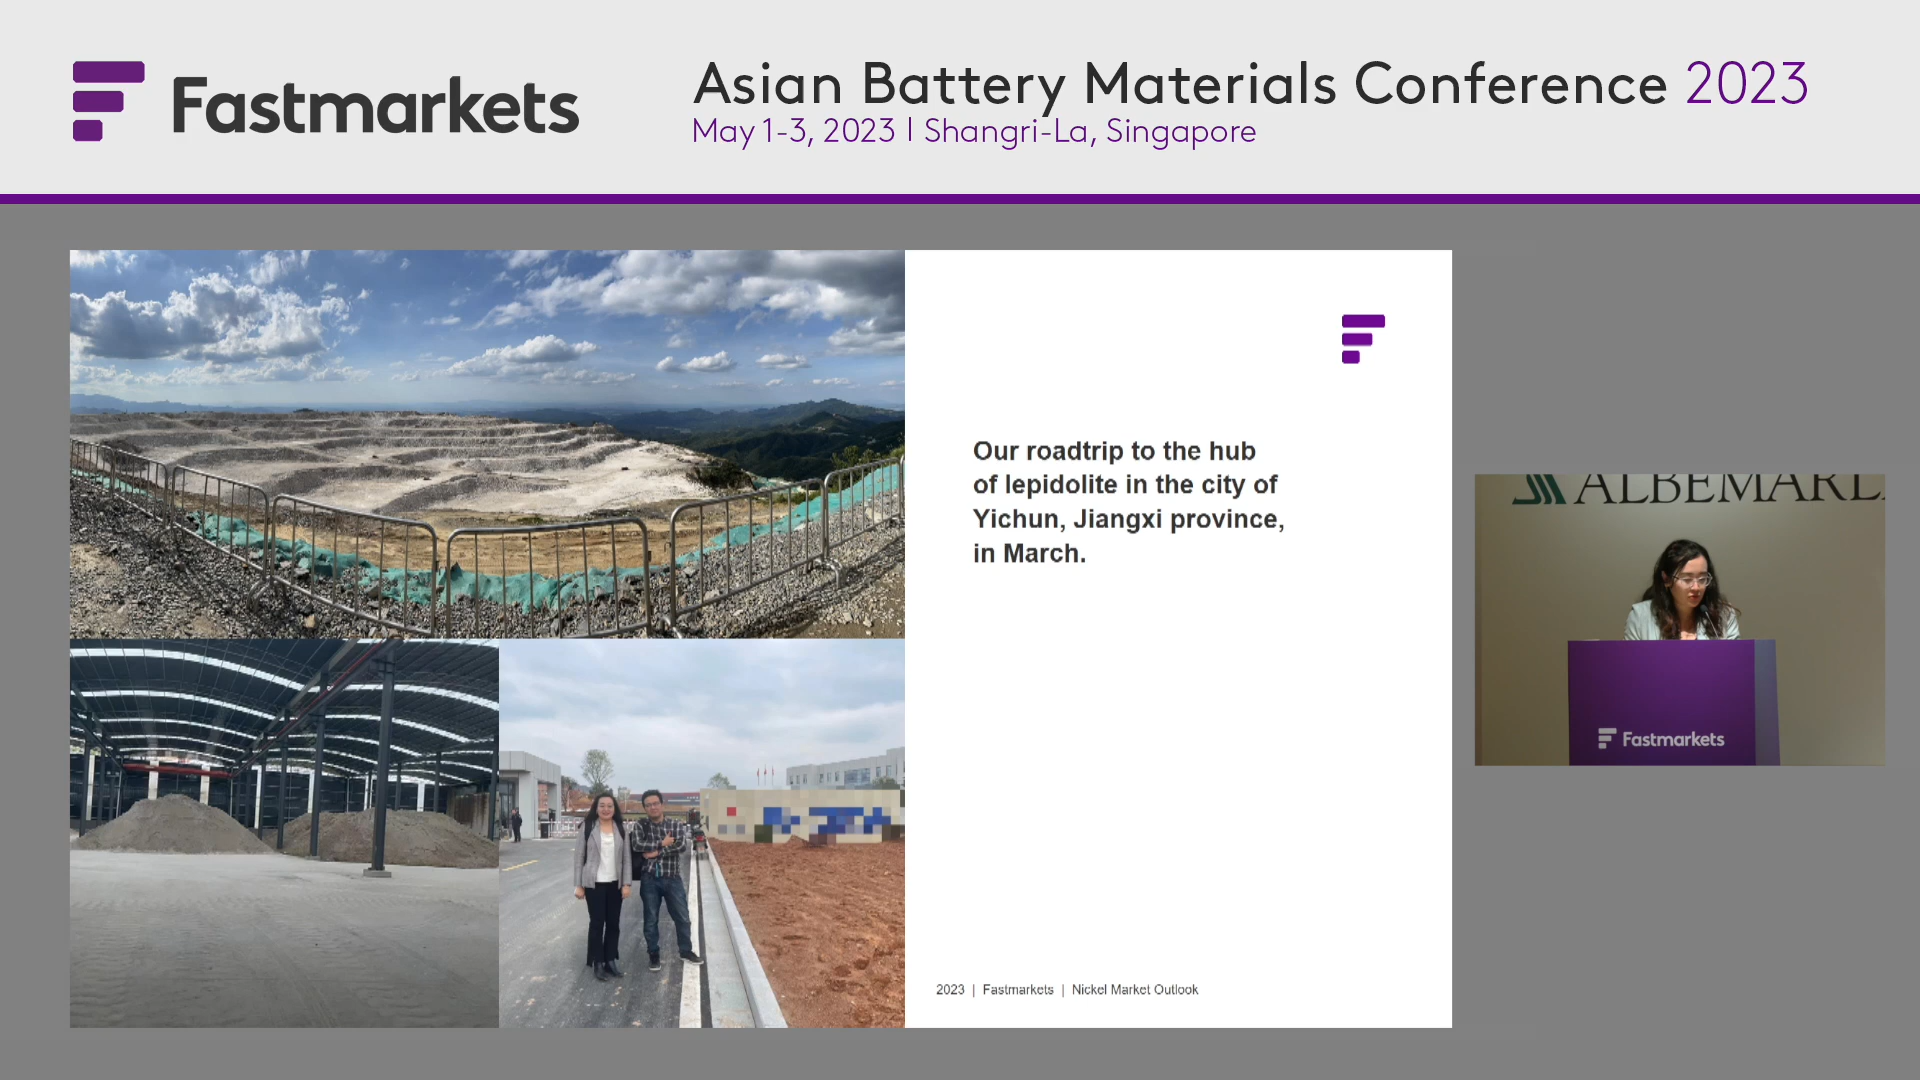 Fastmarkets
Asian Battery Materials Conference 2023
May 1-3, 2023 | Shangri-La, Singapore
Our roadtrip to the hub
of lepidolite in the city of
Yichun, Jiangxi province,
in March.
2023 | Fastmarkets | Nickel Market Outlook
Fastmarkets